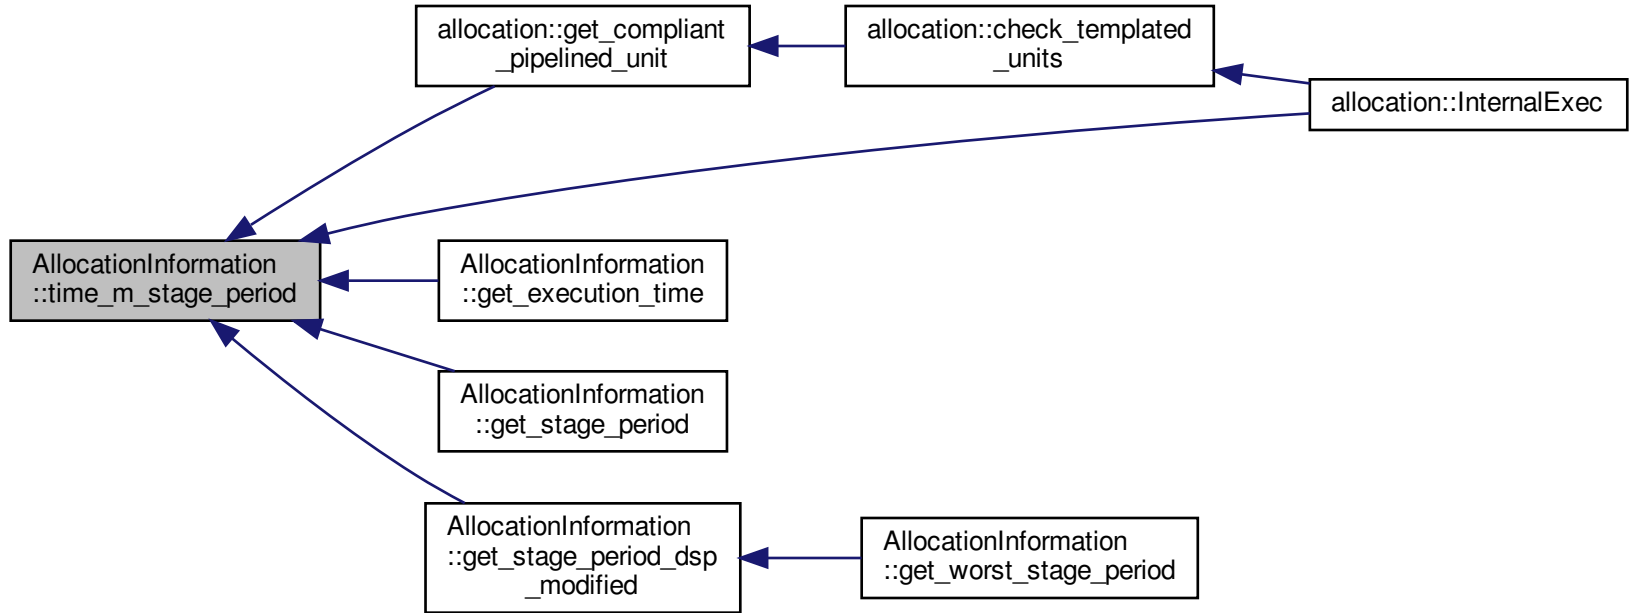 allocation::get_compliant
_pipelined_unit
allocation::check_templated
_units
allocation::InternalExec
AllocationInformation
::time_m_stage_period
AllocationInformation
::get_execution_time
AllocationInformation
::get_stage_period
AllocationInformation
::get_stage_period_dsp
_modified
AllocationInformation
::get_worst_stage_period